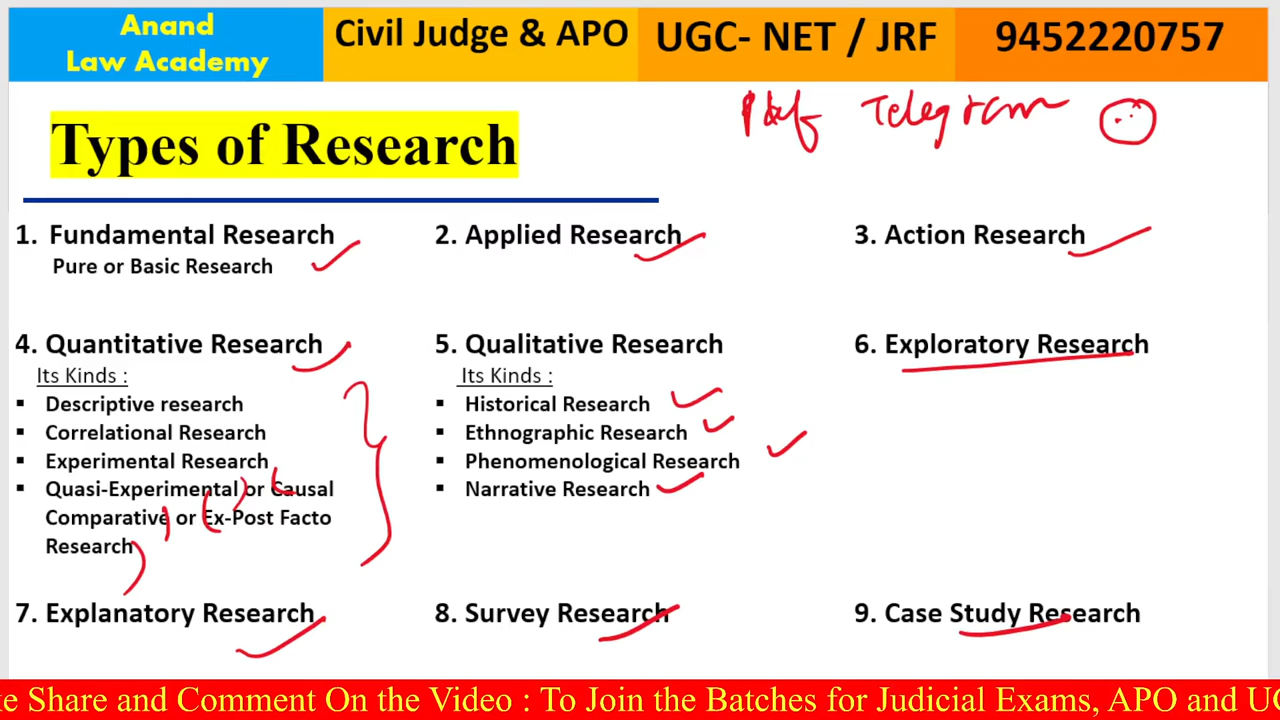 Anand
Law Academy
Civil Judge & APO
UGC- NET / JRF
9452220757
Pdf Telegram
Types of Research
1. Fundamental Research
Pure or Basic Research
2. Applied Research
3. Action Research
4. Quantitative Research
Its Kinds :
▪ Descriptive research
▪ Correlational Research
▪ Experimental Research
▪ Quasi-Experimental or Causal
Comparative or Ex-Post Facto
Research
5. Qualitative Research
Its Kinds :
▪ Historical Research
▪ Ethnographic Research
▪ Phenomenological Research
▪ Narrative Research
6. Exploratory Research
7. Explanatory Research
8. Survey Research
9. Case Study Research
ke Share and Comment On the Video : To Join the Batches for Judicial Exams, APO and UG